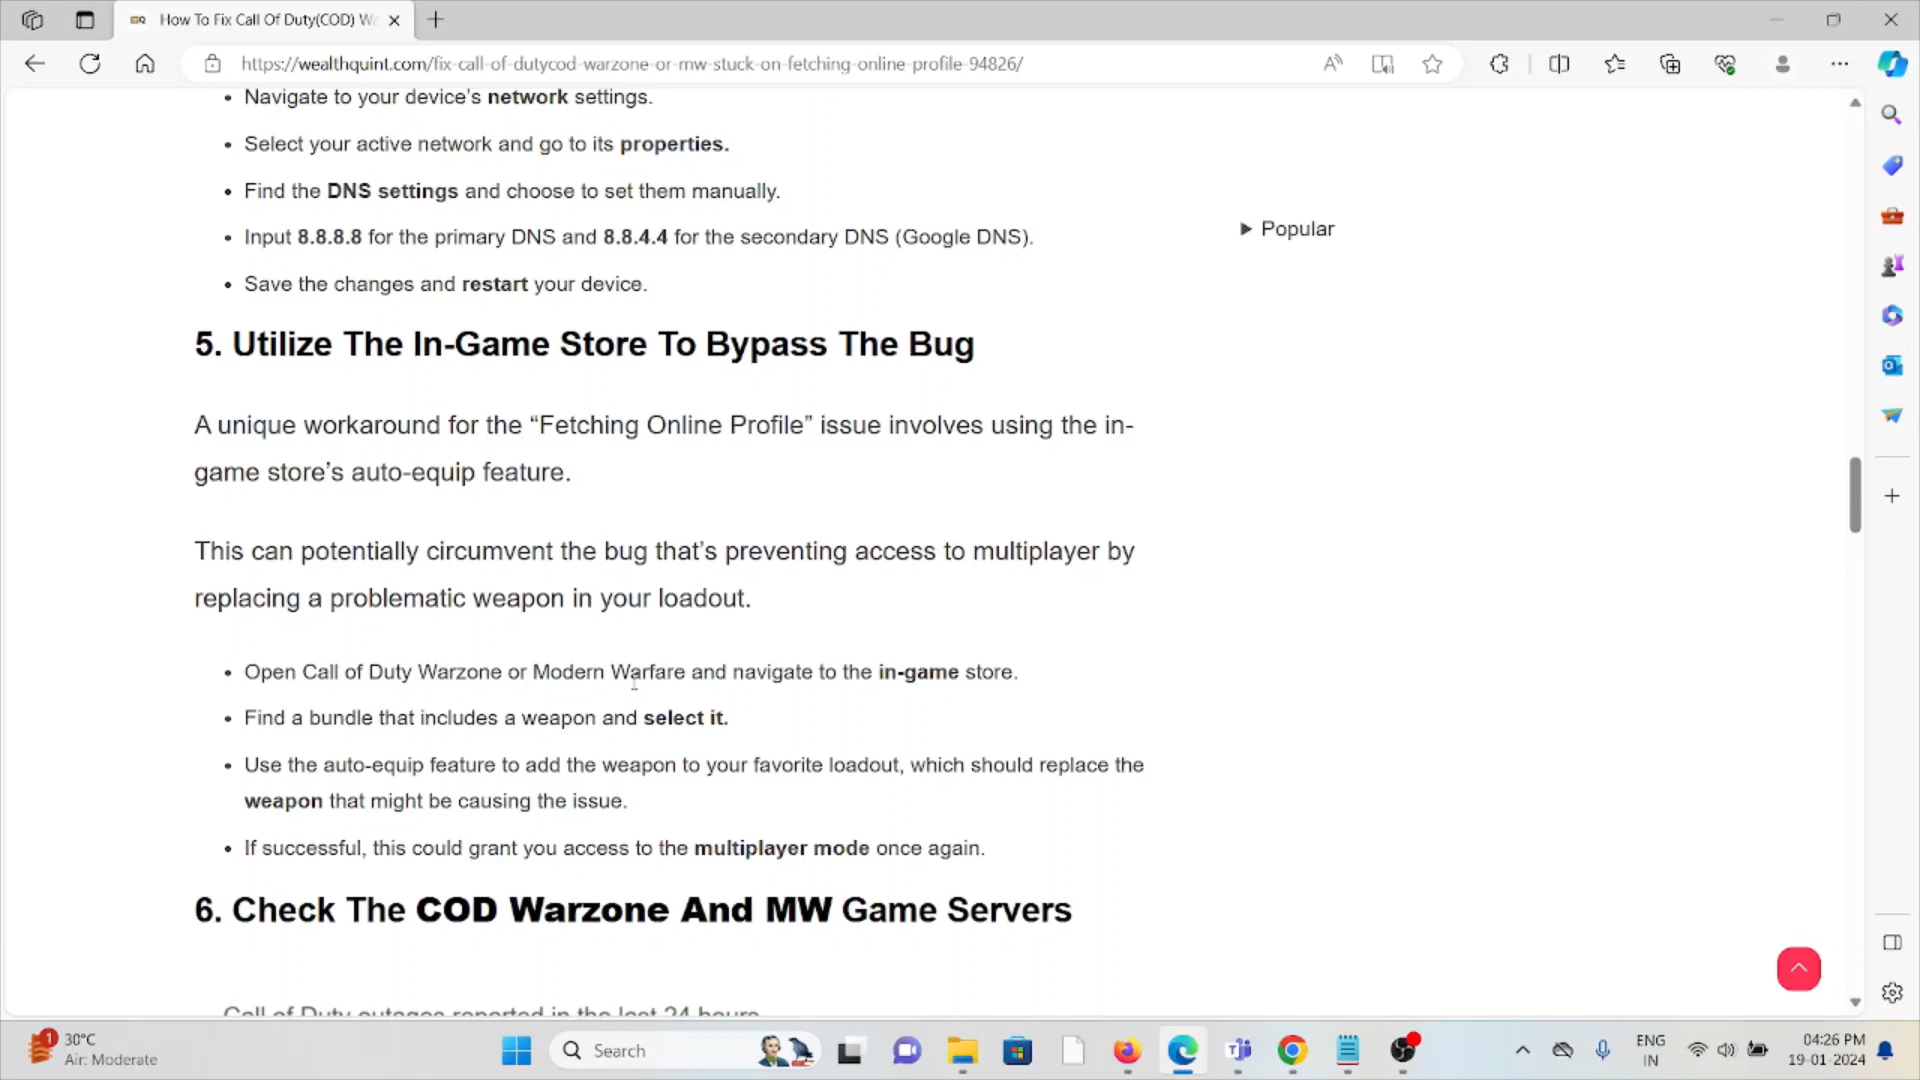 How To Fix Call Of Duty(COD) Wa
https://wealthquint.com/fix-call-of-dutycod-warzone-or-mw-stuck-on-fetching-online-profile-94826/
• Navigate to your device’s network settings.
• Select your active network and go to its properties.
• Find the DNS settings and choose to set them manually.
• Input 8.8.8.8 for the primary DNS and 8.8.4.4 for the secondary DNS (Google DNS).
• Save the changes and restart your device.
Popular
5. Utilize The In-Game Store To Bypass The Bug
A unique workaround for the “Fetching Online Profile” issue involves using the in-
game store’s auto-equip feature.
This can potentially circumvent the bug that’s preventing access to multiplayer by
replacing a problematic weapon in your loadout.
• Open Call of Duty Warzone or Modern Warfare and navigate to the in-game store.
• Find a bundle that includes a weapon and select it.
• Use the auto-equip feature to add the weapon to your favorite loadout, which should replace the
weapon that might be causing the issue.
• If successful, this could grant you access to the multiplayer mode once again.
6. Check The COD Warzone And MW Game Servers
Call of Duty outages reported in the last 24 hours
1
30°C
Air: Moderate
Search
ENG
IN
04:26 PM
19-01-2024